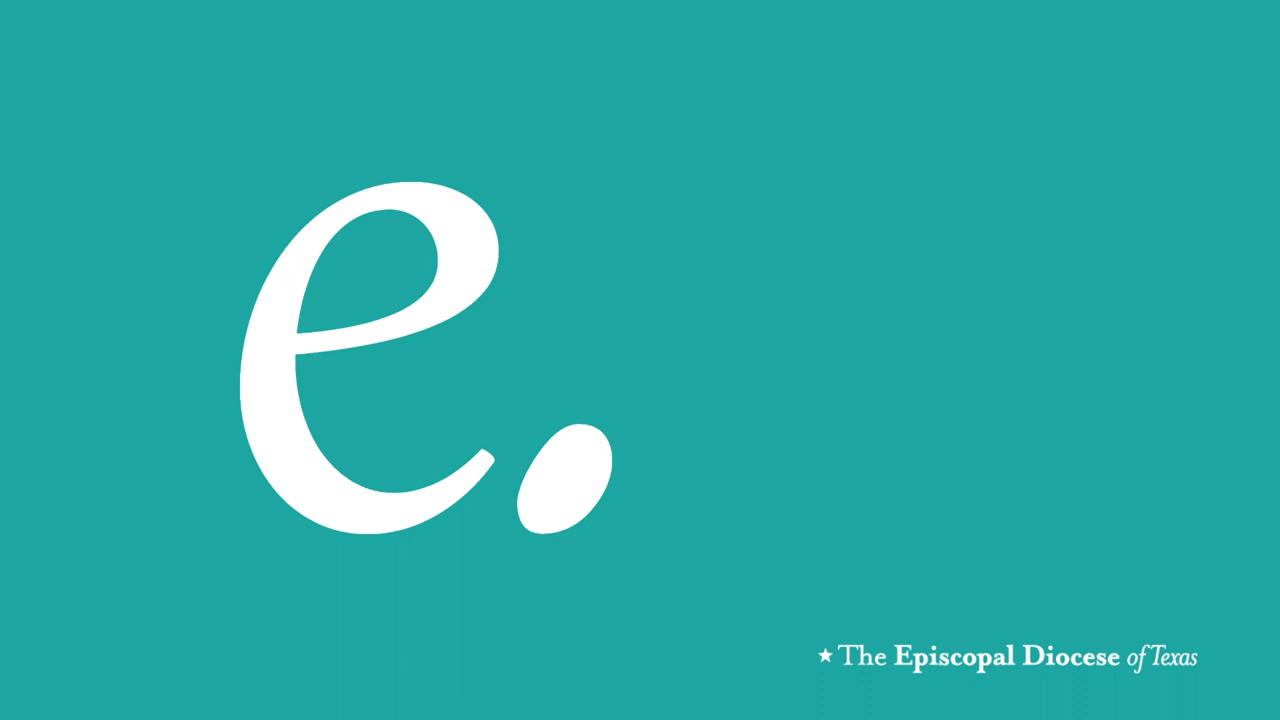 e.
★ The Episcopal Diocese of Texas